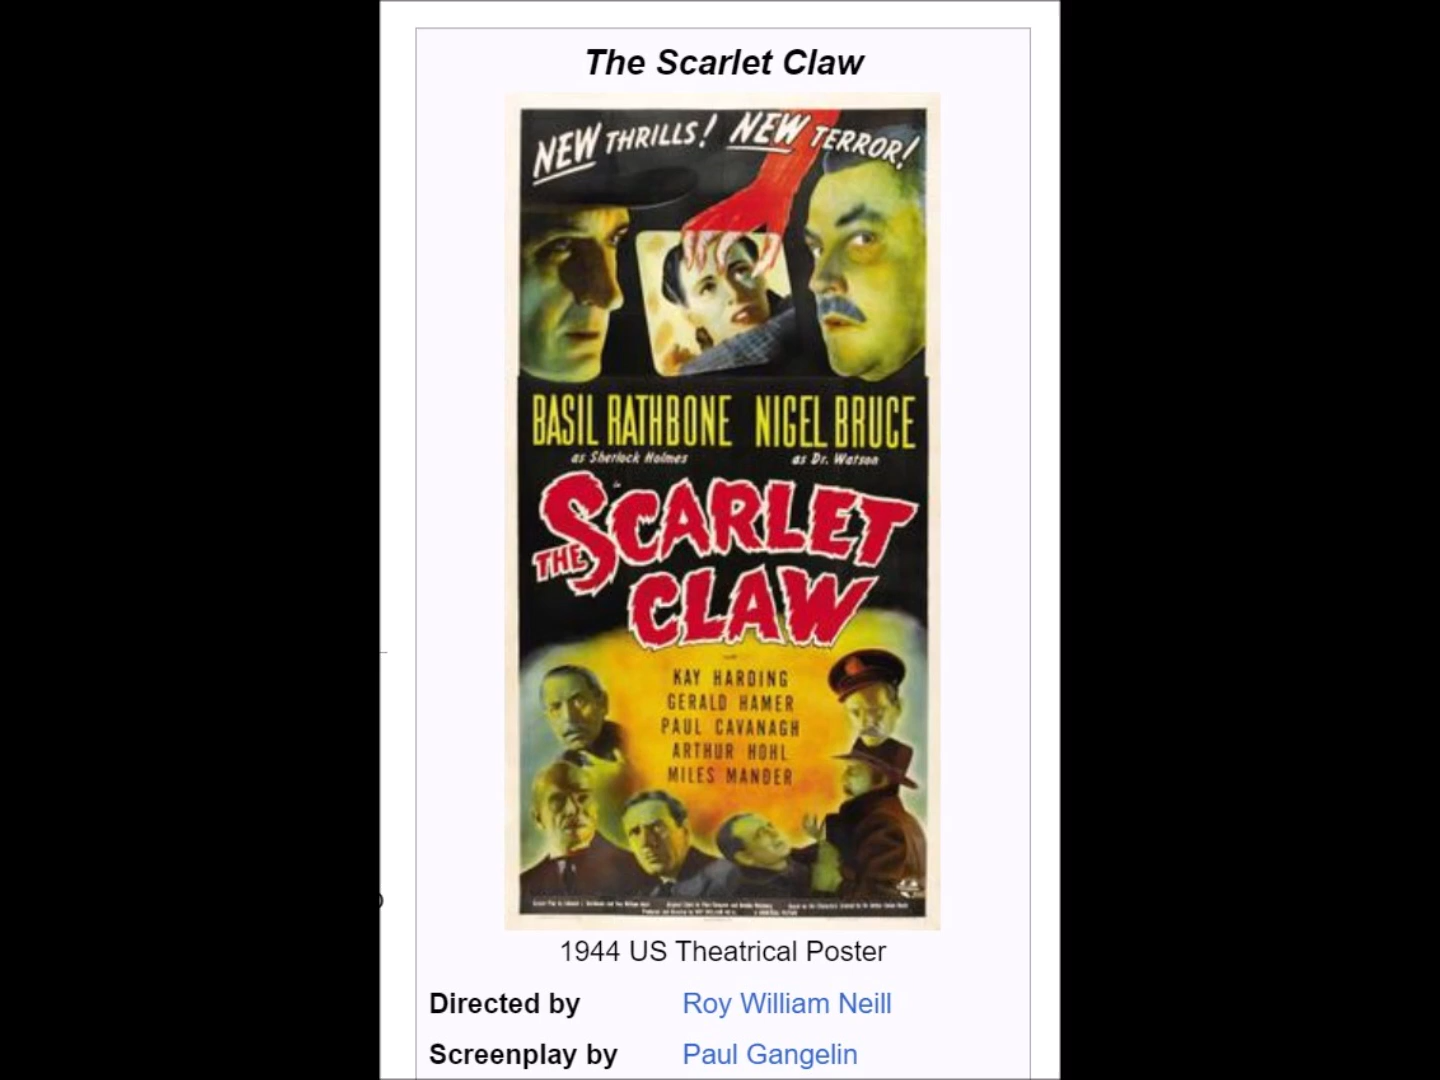 The Scarlet Claw
NEW THRILLS! NEW TERROR!
BASIL RATHBONE NIGEL BRUCE
as Sherlock Holmes as Dr. Watson
in
THE SCARLET
CLAW
with
KAY HARDING
GERALD HAMER
PAUL CAVANAGH
ARTHUR HOHL
MILES MANDER
1944 US Theatrical Poster
Directed by Roy William Neill
Screenplay by Paul Gangelin